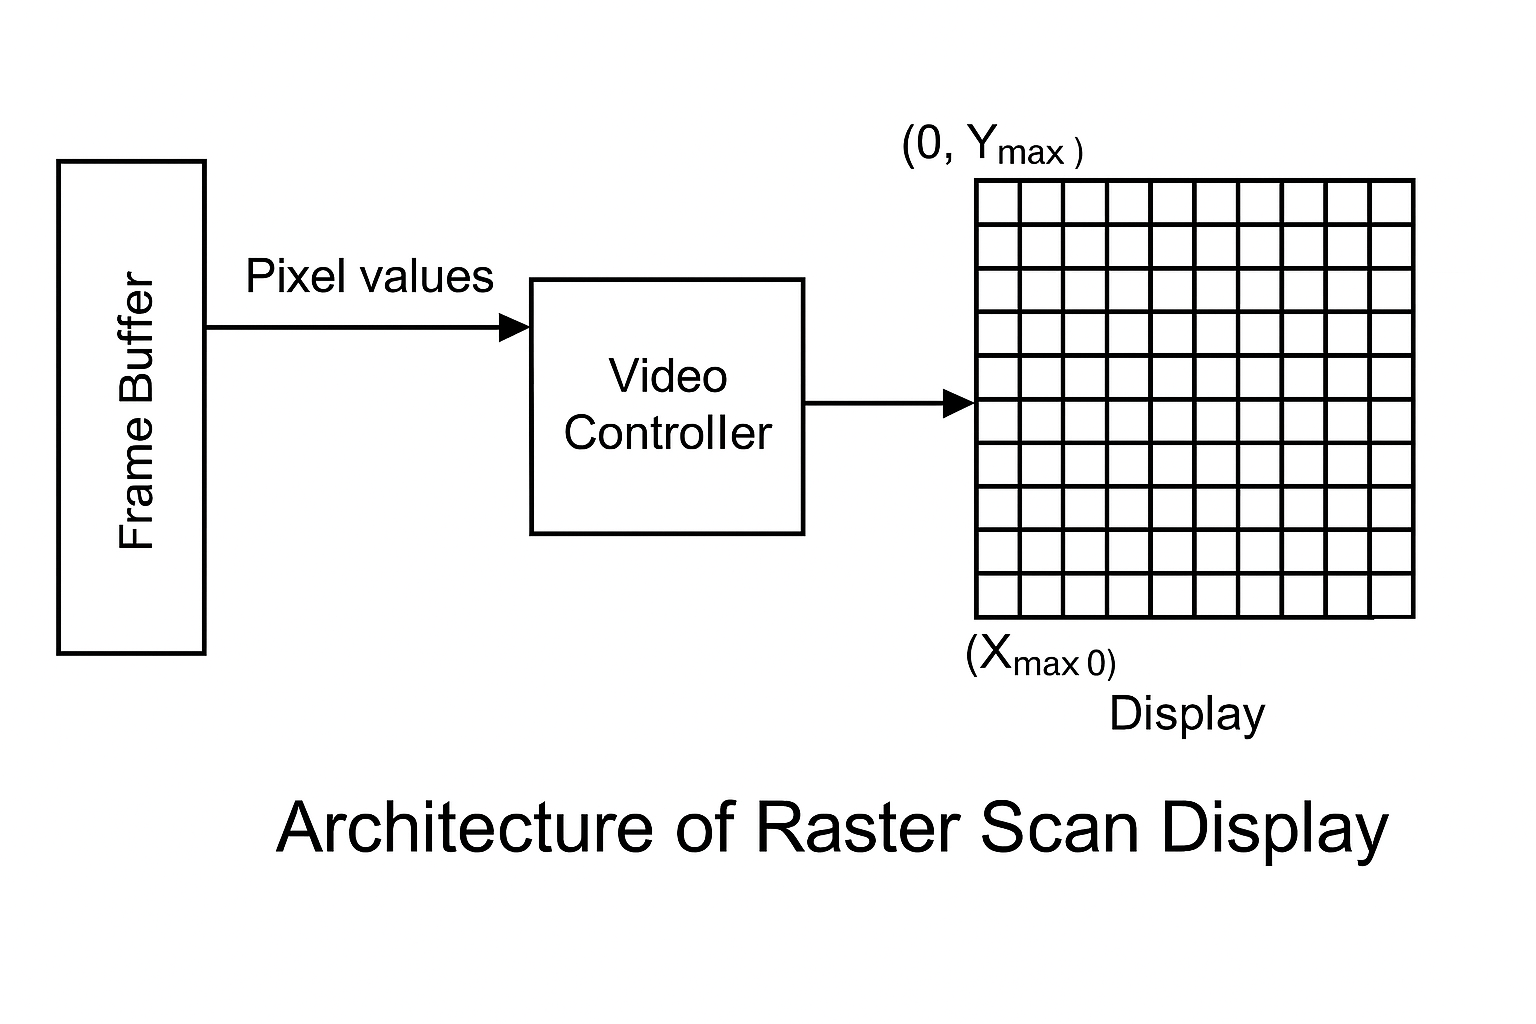 (0, Ymax )
Frame Buffer
Pixel values
Video
Controller
(Xmax 0)
Display
Architecture of Raster Scan Display